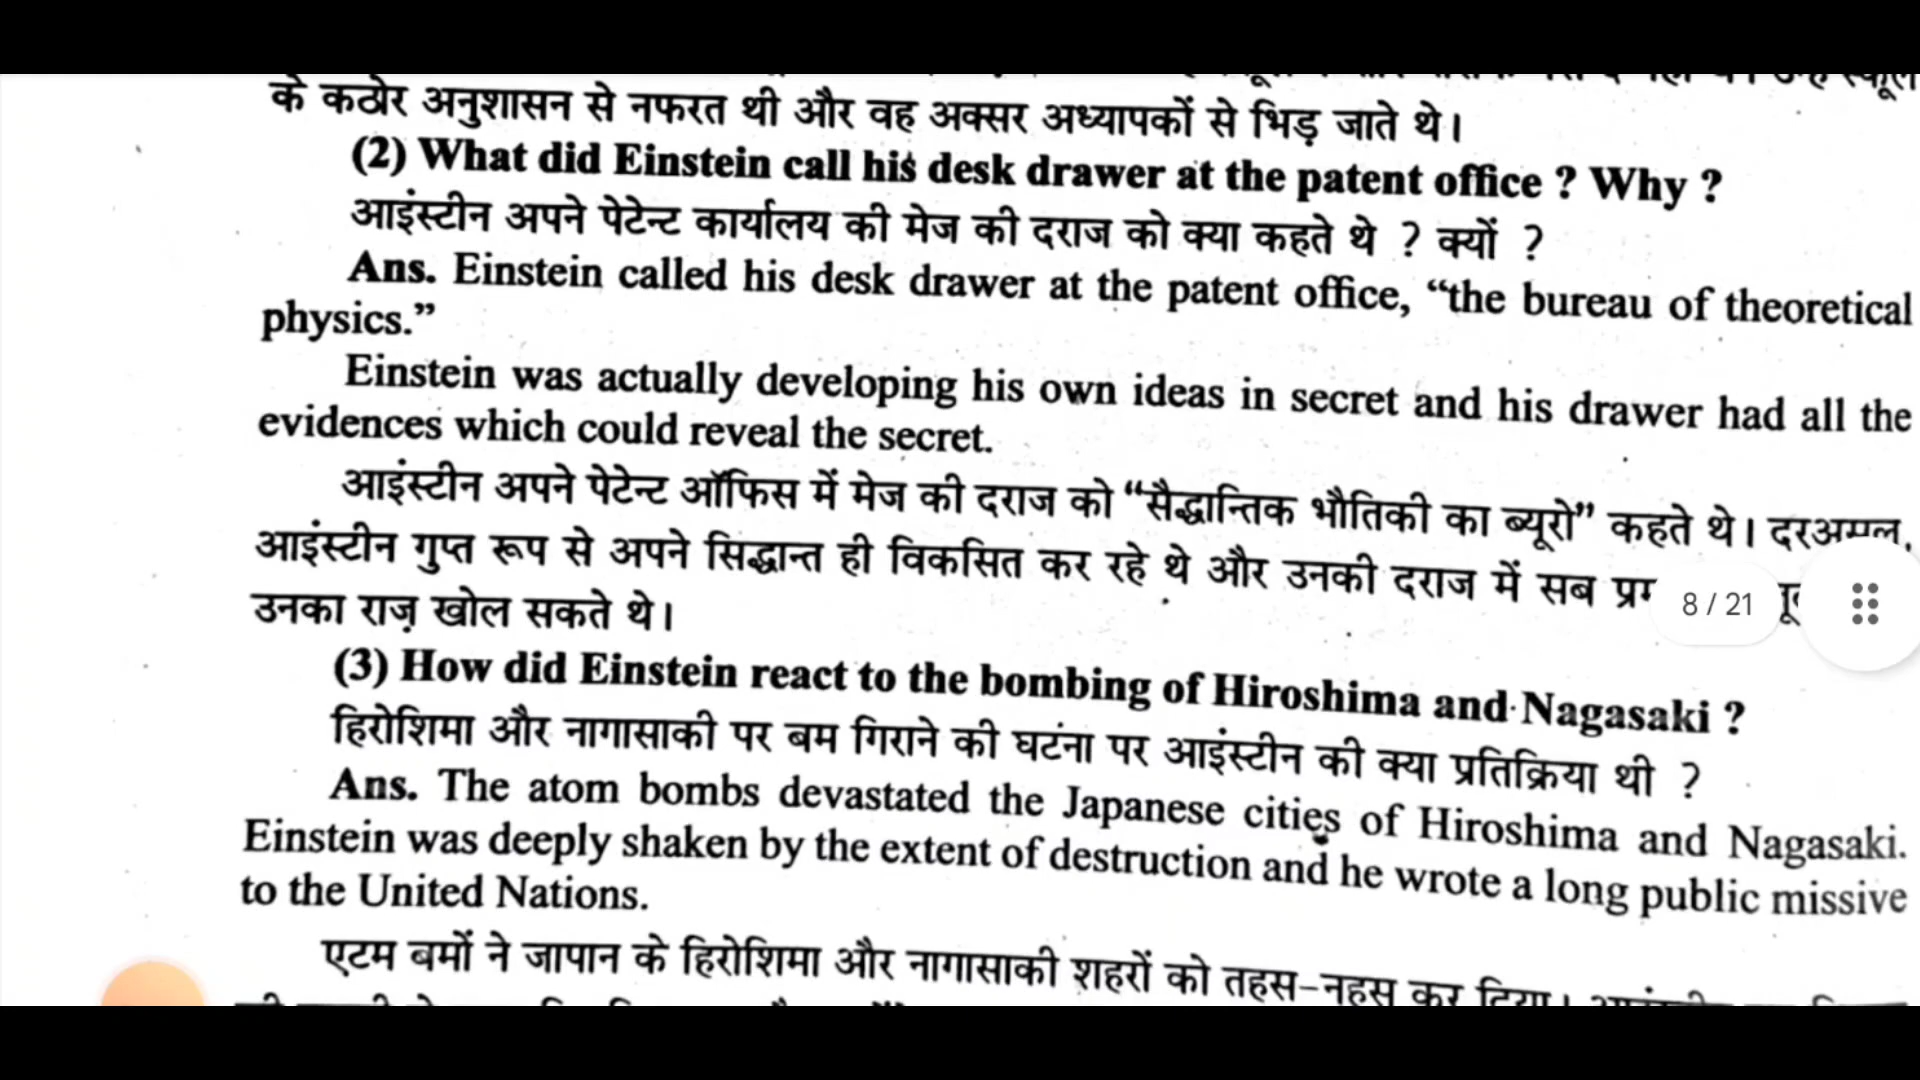 के कठोर अनुशासन से नफरत थी और वह अक्सर अध्यापकों से भिड़ जाते थे।
(2) What did Einstein call his desk drawer at the patent office ? Why ?
आइंस्टीन अपने पेटेन्ट कार्यालय की मेज की दराज को क्या कहते थे ? क्यों ?
Ans. Einstein called his desk drawer at the patent office, “the bureau of theoretical
physics.”
Einstein was actually developing his own ideas in secret and his drawer had all the
evidences which could reveal the secret.
आइंस्टीन अपने पेटेन्ट ऑफिस में मेज की दराज को “सैद्धान्तिक भौतिकी का ब्यूरो” कहते थे। दरअसल,
आइंस्टीन गुप्त रूप से अपने सिद्धान्त ही विकसित कर रहे थे और उनकी दराज में सब
8 / 21
उनका राज़ खोल सकते थे।
(3) How did Einstein react to the bombing of Hiroshima and Nagasaki ?
हिरोशिमा और नागासाकी पर बम गिराने की घटंना पर आइंस्टीन की क्या प्रतिक्रिया थी ?
Ans. The atom bombs devastated the Japanese cities of Hiroshima and Nagasaki.
Einstein was deeply shaken by the extent of destruction and he wrote a long public missive
to the United Nations.
एटम बमों ने जापान के हिरोशिमा और नागासाकी शहरों को तहस-नहस कर दिया।